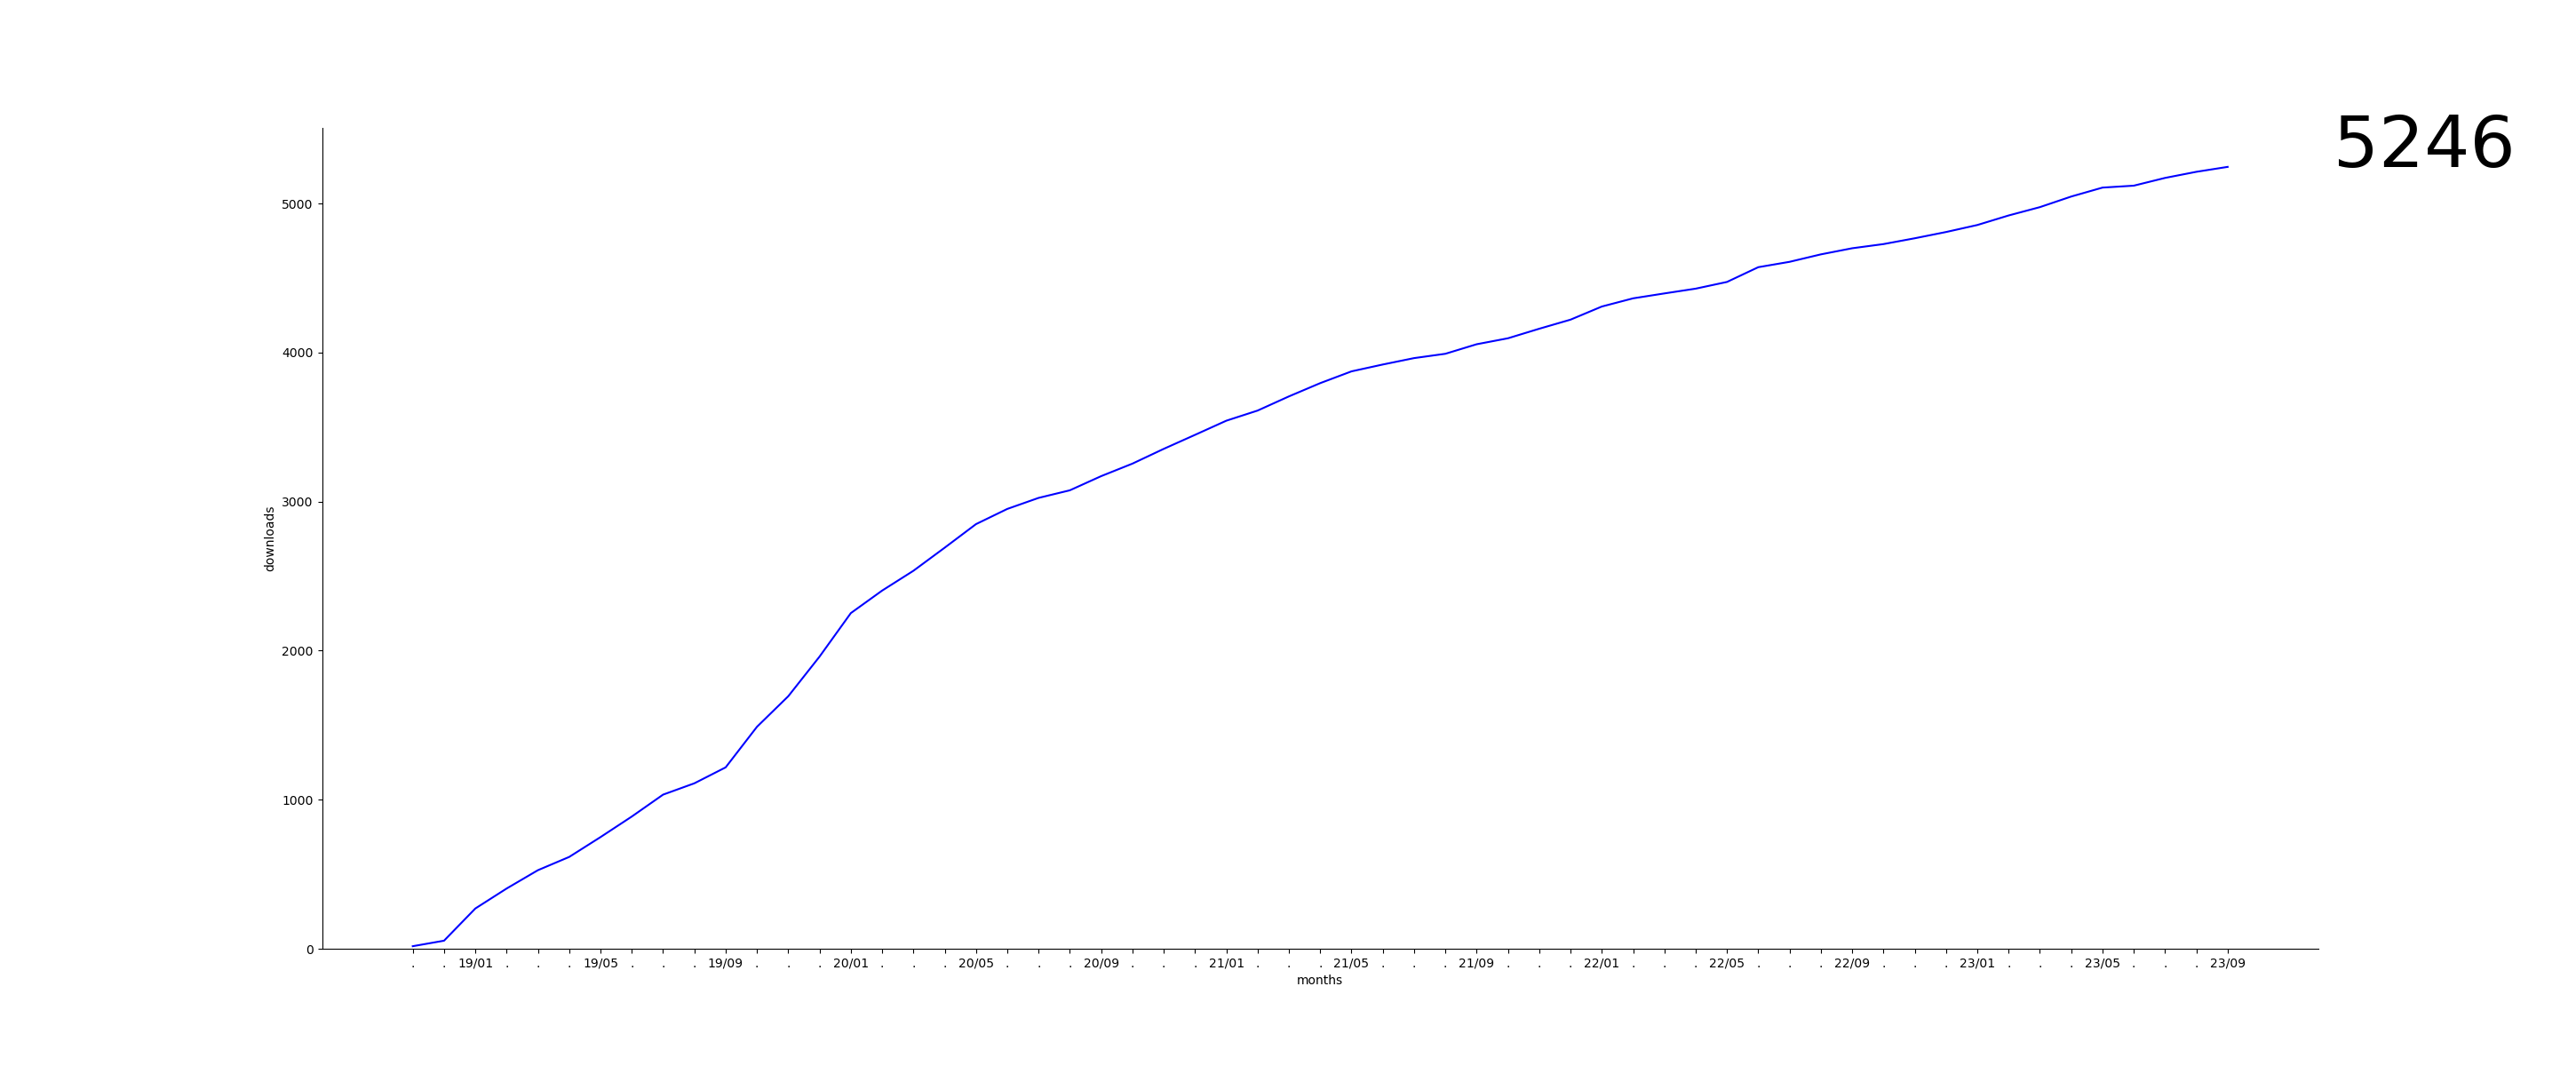 5246
5000
4000
3000
2000
1000
0
downloads
. . 19/01 . . . 19/05 . . . 19/09 . . . 20/01 . . . 20/05 . . . 20/09 . . . 21/01 . . . 21/05 . . . 21/09 . . . 22/01 . . . 22/05 . . . 22/09 . . . 23/01 . . . 23/05 . . . 23/09
months